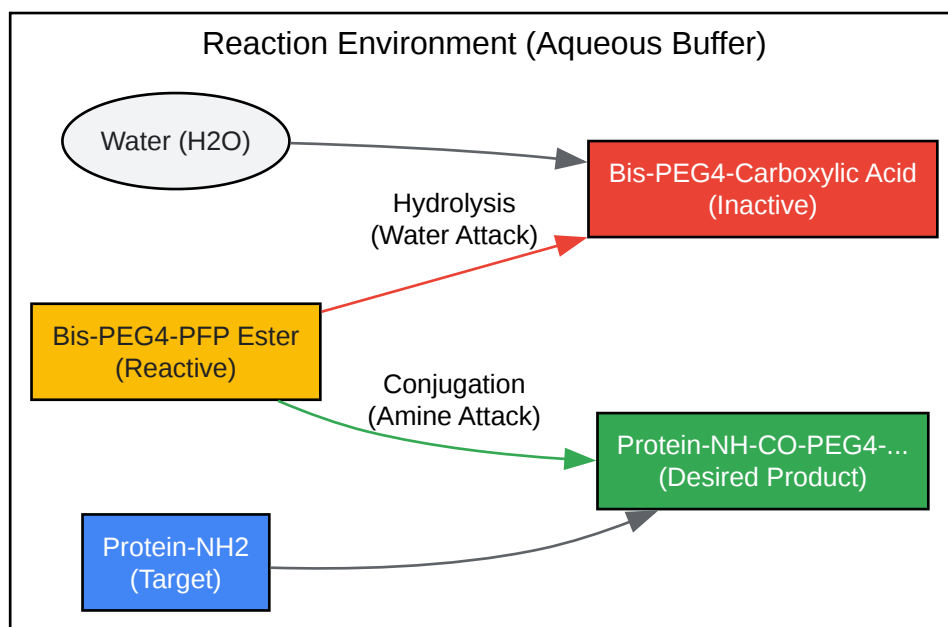 Reaction Environment (Aqueous Buffer)
Water (H2O)
Bis-PEG4-Carboxylic Acid
(Inactive)
Hydrolysis
(Water Attack)
Bis-PEG4-PFP Ester
(Reactive)
Conjugation
(Amine Attack)
Protein-NH-CO-PEG4-...
(Desired Product)
Protein-NH2
(Target)